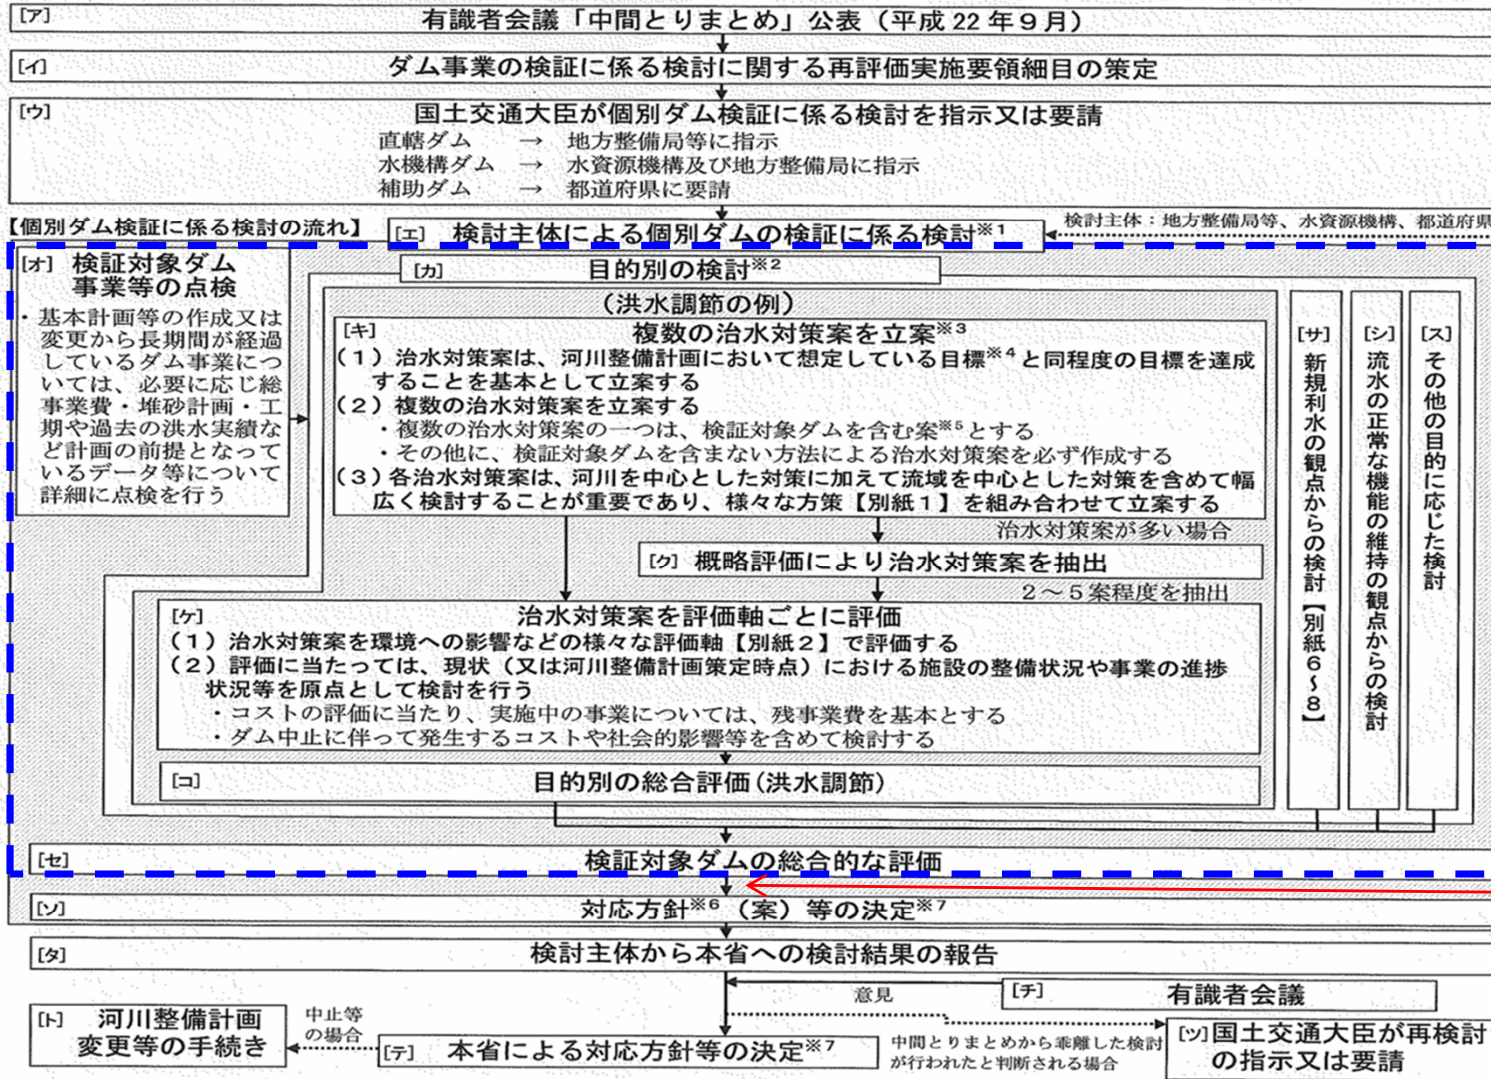 [ア] 有識者会議「中間とりまとめ」公表（平成22年９月）
[イ] ダム事業の検証に係る検討に関する再評価実施要領細目の策定
[ウ] 国土交通大臣が個別ダム検証に係る検討を指示又は要請
直轄ダム → 地方整備局等に指示
水機構ダム → 水資源機構及び地方整備局に指示
補助ダム → 都道府県に要請
【個別ダム検証に係る検討の流れ】
[エ] 検討主体による個別ダムの検証に係る検討※1
検討主体：地方整備局等、水資源機構、都道府県
[オ] 検証対象ダム
事業等の点検
・基本計画等の作成又は
変更から長期間が経過
しているダム事業につ
いては、必要に応じ総
事業費・堆砂計画・工
期や過去の洪水実績な
ど計画の前提となって
いるデータ等について
詳細に点検を行う
[カ] 目的別の検討※2
（洪水調節の例）
[キ] 複数の治水対策案を立案※3
（１）治水対策案は、河川整備計画において想定している目標※4と同程度の目標を達成
することを基本として立案する
（２）複数の治水対策案を立案する
・複数の治水対策案の一つは、検証対象ダムを含む案※5とする
・その他に、検証対象ダムを含まない方法による治水対策案を必ず作成する
（３）各治水対策案は、河川を中心とした対策に加えて流域を中心とした対策を含めて幅
広く検討することが重要であり、様々な方策【別紙１】を組み合わせて立案する
治水対策案が多い場合
[ク] 概略評価により治水対策案を抽出
２～５案程度を抽出
[ケ] 治水対策案を評価軸ごとに評価
（１）治水対策案を環境への影響などの様々な評価軸【別紙２】で評価する
（２）評価に当たっては、現状（又は河川整備計画策定時点）における施設の整備状況や事業の進捗
状況等を原点として検討を行う
・コストの評価に当たり、実施中の事業については、残事業費を基本とする
・ダム中止に伴って発生するコストや社会的影響等を含めて検討する
[コ] 目的別の総合評価（洪水調節）
[サ] 新規利水の観点からの検討【別紙６～８】
[シ] 流水の正常な機能の維持の観点からの検討
[ス] その他の目的に応じた検討
[セ] 検証対象ダムの総合的な評価
[ソ] 対応方針※6（案）等の決定※7
[タ] 検討主体から本省への検討結果の報告
意見
[チ] 有識者会議
[ト] 河川整備計画
変更等の手続き
中止等
の場合
[テ] 本省による対応方針等の決定※7
中間とりまとめから乖離した検討
が行われたと判断される場合
[ツ] 国土交通大臣が再検討
の指示又は要請